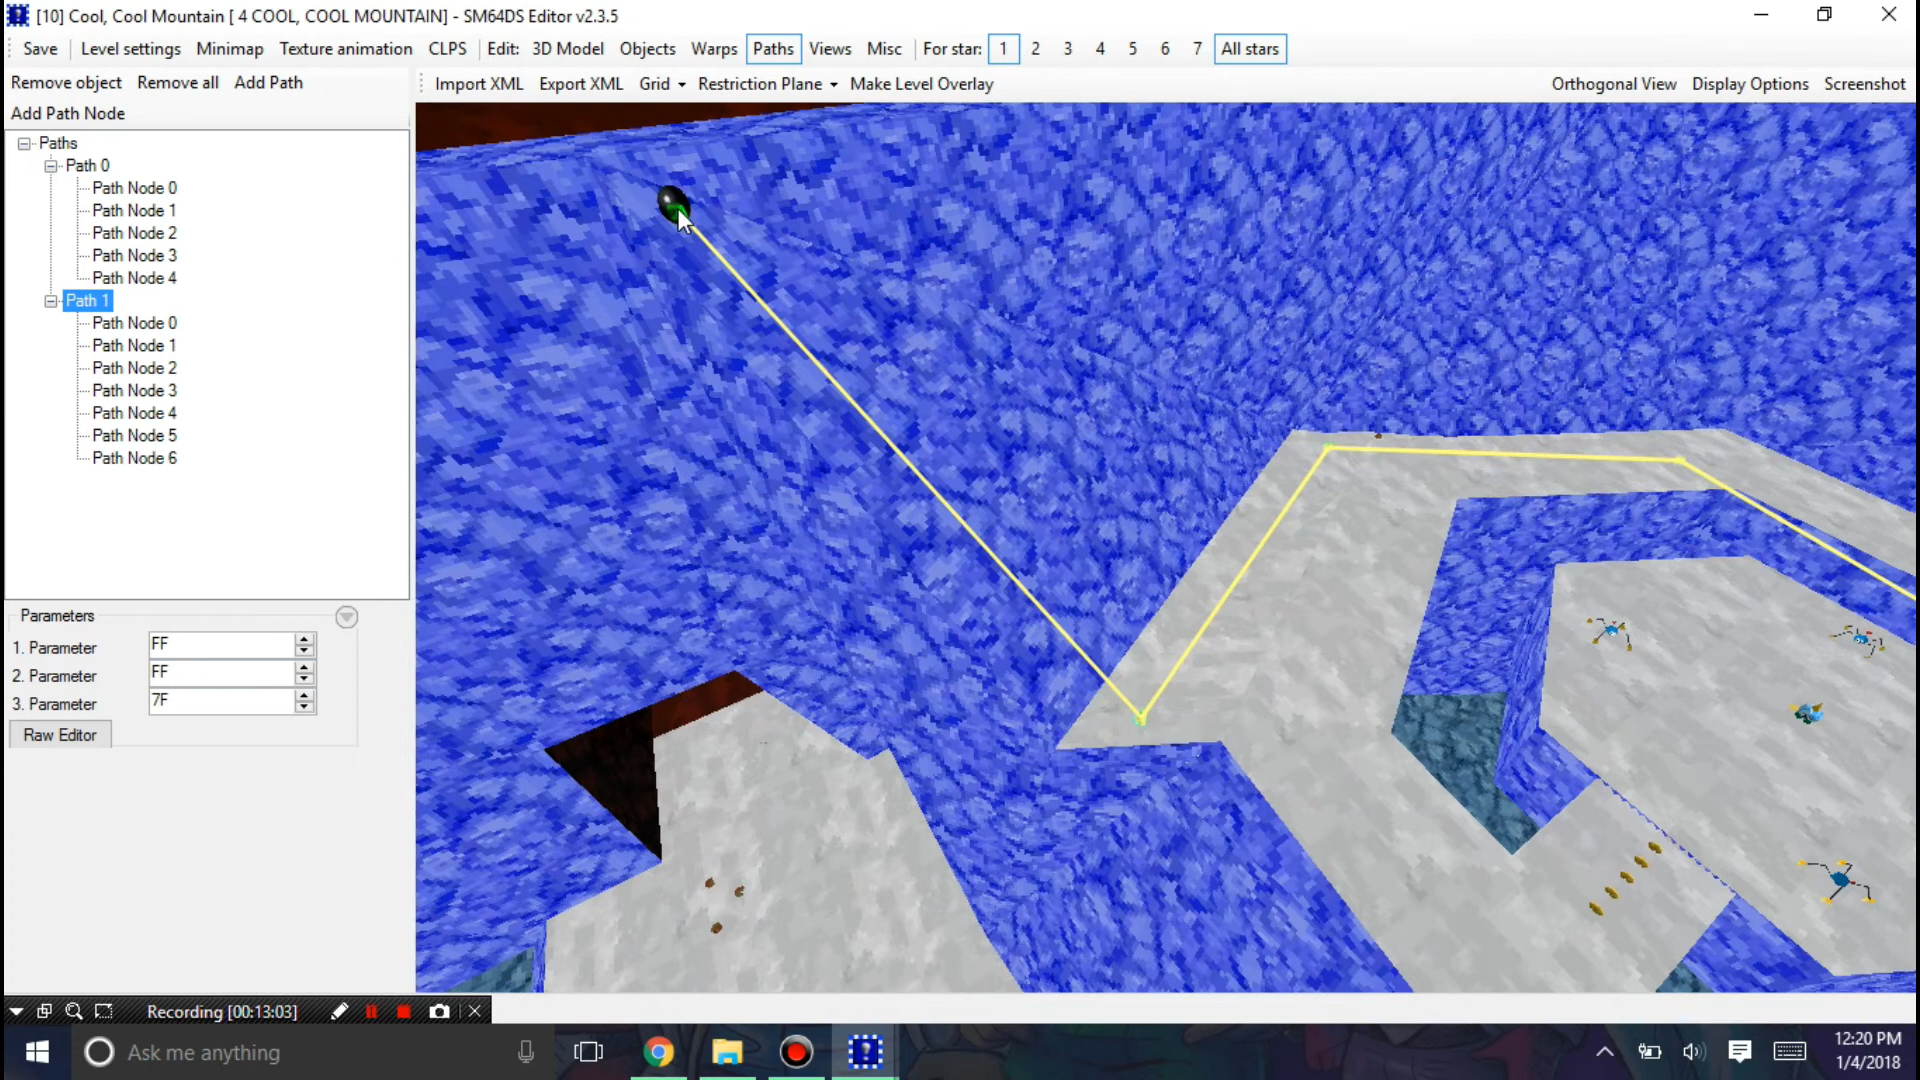 [10] Cool, Cool Mountain [ 4 COOL, COOL MOUNTAIN] - SM64DS Editor v2.3.5
Save Level settings Minimap Texture animation CLPS Edit: 3D Model Objects Warps Paths Views Misc For star: 1 2 3 4 5 6 7 All stars
Remove object Remove all Add Path
Import XML Export XML Grid Restriction Plane Make Level Overlay Orthogonal View Display Options Screenshot
Add Path Node
Paths
Path 0
Path Node 0
Path Node 1
Path Node 2
Path Node 3
Path Node 4
Path 1
Path Node 0
Path Node 1
Path Node 2
Path Node 3
Path Node 4
Path Node 5
Path Node 6
Parameters
1. Parameter FF
2. Parameter FF
3. Parameter 7F
Raw Editor
Recording [00:13:03]
Ask me anything
12:20 PM
1/4/2018